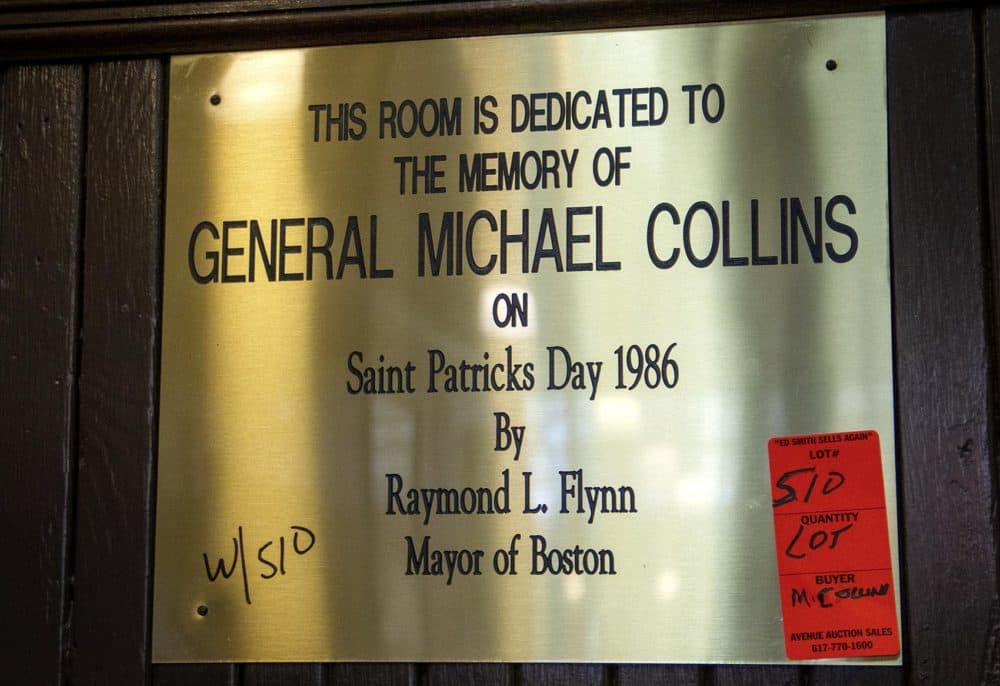 THIS ROOM IS DEDICATED TO
THE MEMORY OF
GENERAL MICHAEL COLLINS
ON
Saint Patricks Day 1986
By
Raymond L. Flynn
Mayor of Boston
W/510
"ED SMITH SELLS AGAIN"
LOT#
510
QUANTITY
LOT
BUYER
M. COLLINS
AVENUE AUCTION SALES
617-770-1600